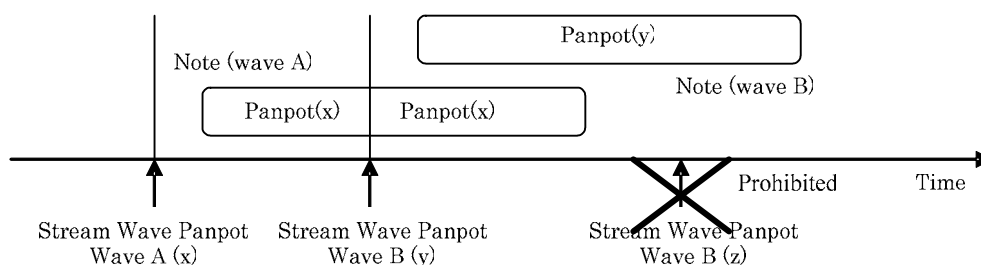 Panpot(y)
Note (wave A)
Note (wave B)
Panpot(x)
Panpot(x)
Prohibited
Time
Stream Wave Panpot
Wave A (x)
Stream Wave Panpot
Wave B (y)
Stream Wave Panpot
Wave B (z)